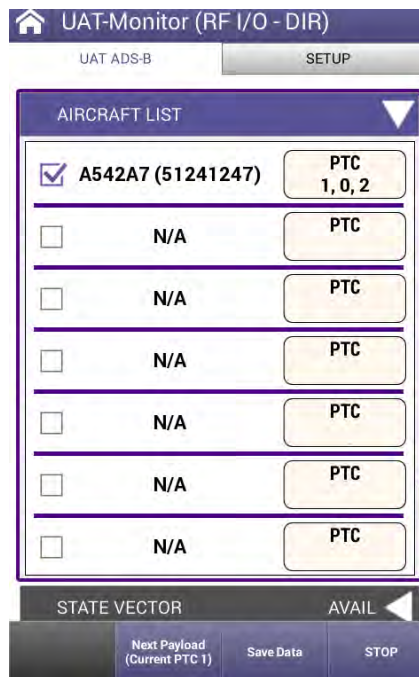 UAT-Monitor (RF I/O - DIR)
UAT ADS-B SETUP
AIRCRAFT LIST
A542A7 (51241247) PTC
1, 0, 2
N/A PTC
N/A PTC
N/A PTC
N/A PTC
N/A PTC
N/A PTC
STATE VECTOR AVAIL
Next Payload
(Current PTC 1) Save Data STOP